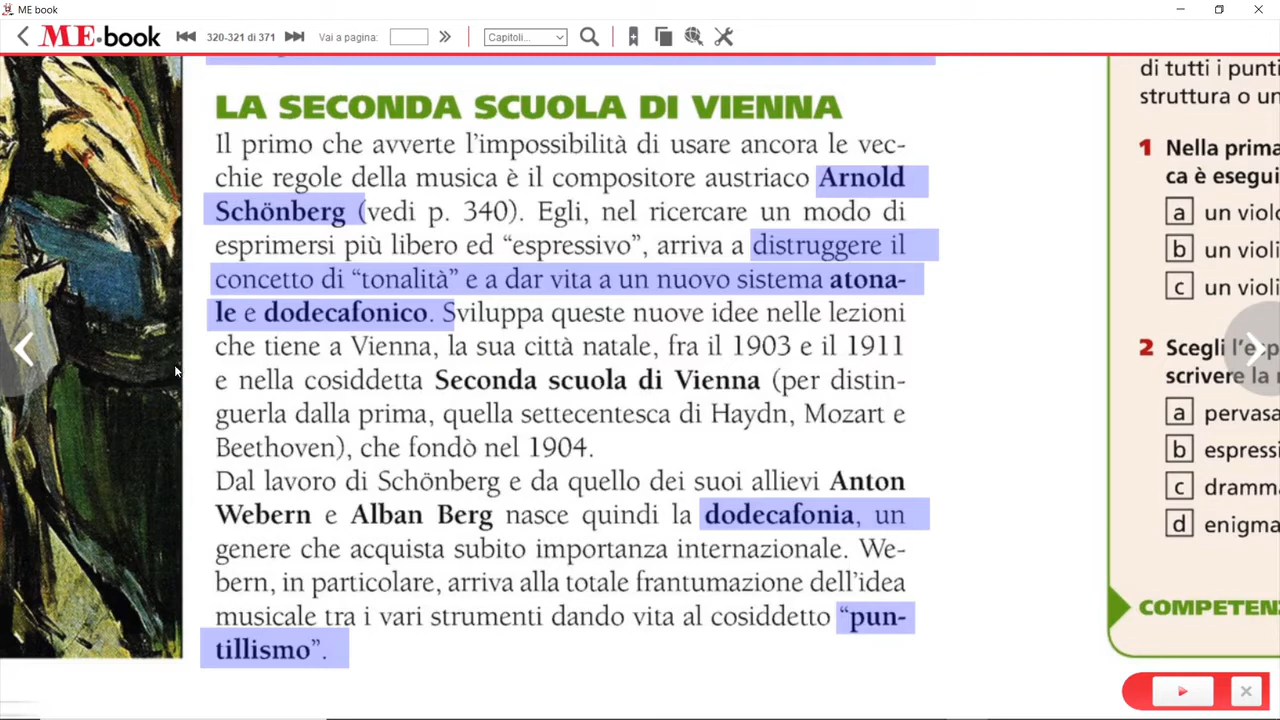 ME book
ME•book
320-321 di 371
Vai a pagina:
Capitoli...
LA SECONDA SCUOLA DI VIENNA
Il primo che avverte l'impossibilità di usare ancora le vec-
chie regole della musica è il compositore austriaco Arnold
Schönberg (vedi p. 340). Egli, nel ricercare un modo di
esprimersi più libero ed “espressivo”, arriva a distruggere il
concetto di “tonalità” e a dar vita a un nuovo sistema atona-
le e dodecafonico. Sviluppa queste nuove idee nelle lezioni
che tiene a Vienna, la sua città natale, fra il 1903 e il 1911
e nella cosiddetta Seconda scuola di Vienna (per distin-
guerla dalla prima, quella settecentesca di Haydn, Mozart e
Beethoven), che fondò nel 1904.
Dal lavoro di Schönberg e da quello dei suoi allievi Anton
Webern e Alban Berg nasce quindi la dodecafonia, un
genere che acquista subito importanza internazionale. We-
bern, in particolare, arriva alla totale frantumazione dell'idea
musicale tra i vari strumenti dando vita al cosiddetto “pun-
tillismo”.
di tutti i punti
struttura o un
1 Nella prima
ca è esegui
a un viol
b un violi
c un violi
2 Scegli l'esp
scrivere la
a pervasa
b espressi
c dramma
d enigma
COMPETEN